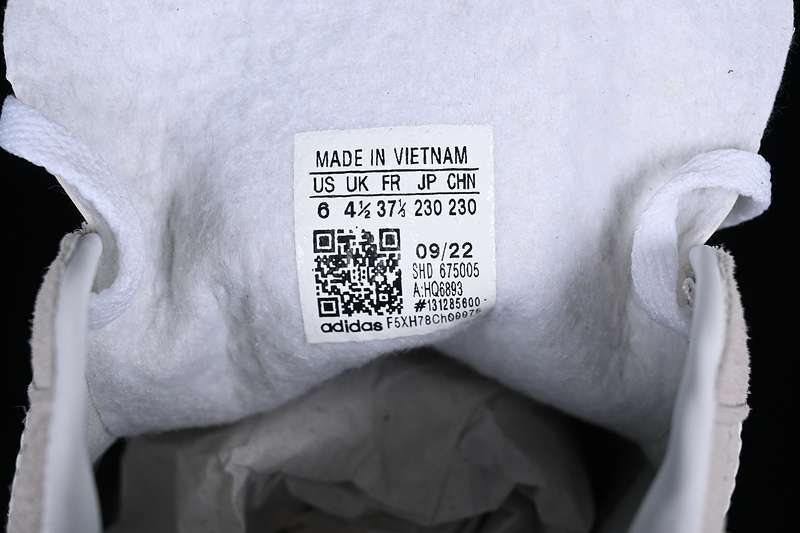 MADE IN VIETNAM
US UK FR JP CHN
6 4½ 37⅓ 230 230
09/22
SHD 675005
A:HQ6893
#131285600
adidas